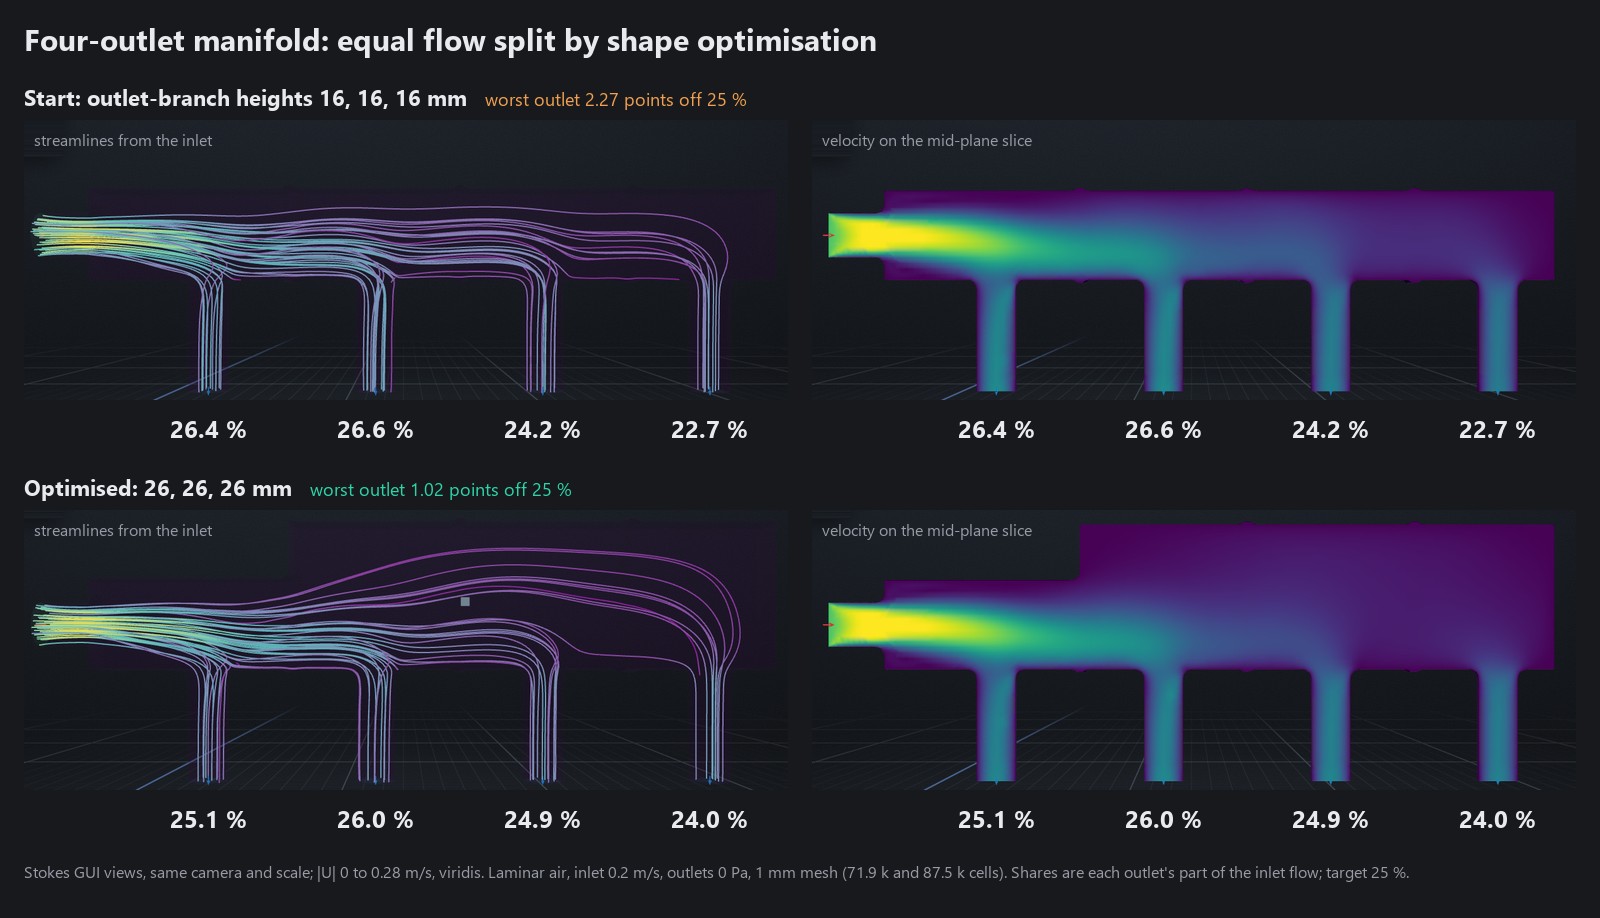 Four-outlet manifold: equal flow split by shape optimisation
Start: outlet-branch heights 16, 16, 16 mm worst outlet 2.27 points off 25 %
streamlines from the inlet
velocity on the mid-plane slice
26.4 % 26.6 % 24.2 % 22.7 %
26.4 % 26.6 % 24.2 % 22.7 %
Optimised: 26, 26, 26 mm worst outlet 1.02 points off 25 %
streamlines from the inlet
velocity on the mid-plane slice
25.1 % 26.0 % 24.9 % 24.0 %
25.1 % 26.0 % 24.9 % 24.0 %
Stokes GUI views, same camera and scale; |U| 0 to 0.28 m/s, viridis. Laminar air, inlet 0.2 m/s, outlets 0 Pa, 1 mm mesh (71.9 k and 87.5 k cells). Shares are each outlet's part of the inlet flow; target 25 %.